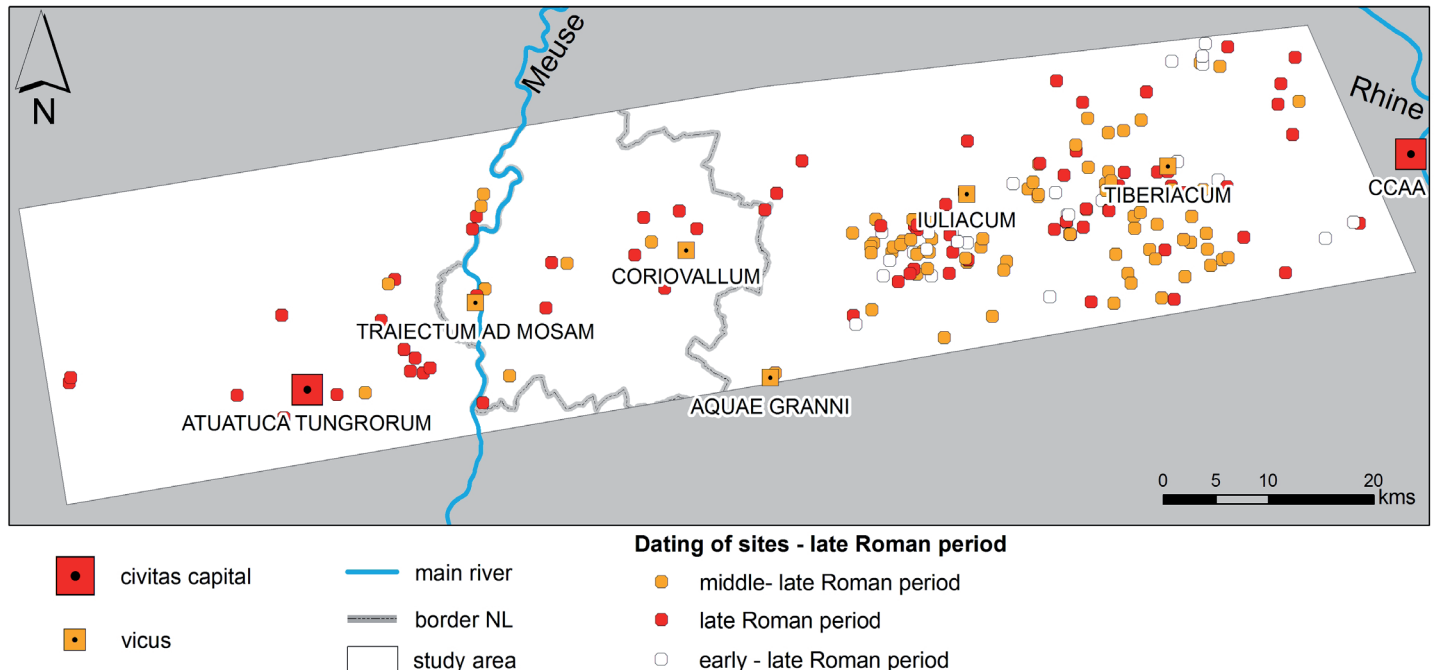 Meuse
Rhine
N
CCAA
TIBERIACUM
IULIACUM
CORIOVALLUM
TRAIECTUM AD MOSAM
AQUAE GRANNI
ATUATUCA TUNGRORUM
0 5 10 20
kms
Dating of sites - late Roman period
civitas capital
main river
middle- late Roman period
border NL
late Roman period
vicus
study area
early - late Roman period